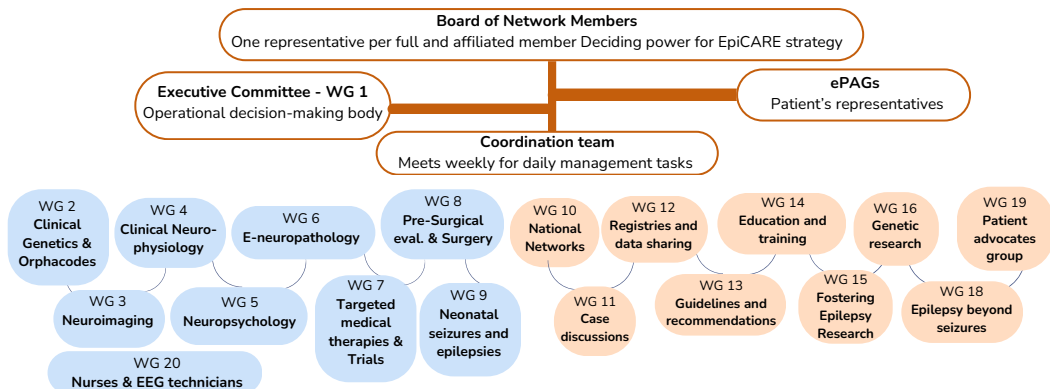 Board of Network Members
One representative per full and affiliated member Deciding power for EpiCARE strategy
Executive Committee - WG 1
Operational decision-making body
ePAGs
Patient's representatives
Coordination team
Meets weekly for daily management tasks
WG 2
Clinical
Genetics &
Orphacodes
WG 3
Neuroimaging
WG 4
Clinical Neuro-
physiology
WG 5
Neuropsychology
WG 6
E-neuropathology
WG 7
Targeted
medical
therapies &
Trials
WG 8
Pre-Surgical
eval. & Surgery
WG 9
Neonatal
seizures and
epilepsies
WG 10
National
Networks
WG 11
Case
discussions
WG 12
Registries and
data sharing
WG 13
Guidelines and
recommendations
WG 14
Education and
training
WG 15
Fostering
Epilepsy
Research
WG 16
Genetic
research
WG 18
Epilepsy beyond
seizures
WG 19
Patient
advocates
group
WG 20
Nurses & EEG technicians